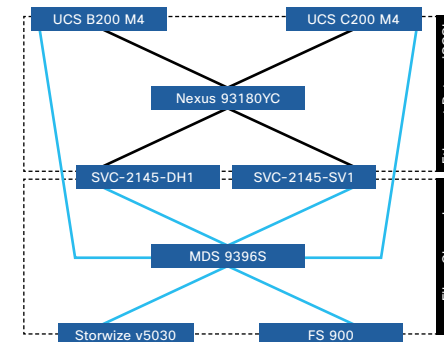 UCS B200 M4
UCS C200 M4
Nexus 93180YC
SVC-2145-DH1
SVC-2145-SV1
MDS 9396S
Storwize v5030
FS 900